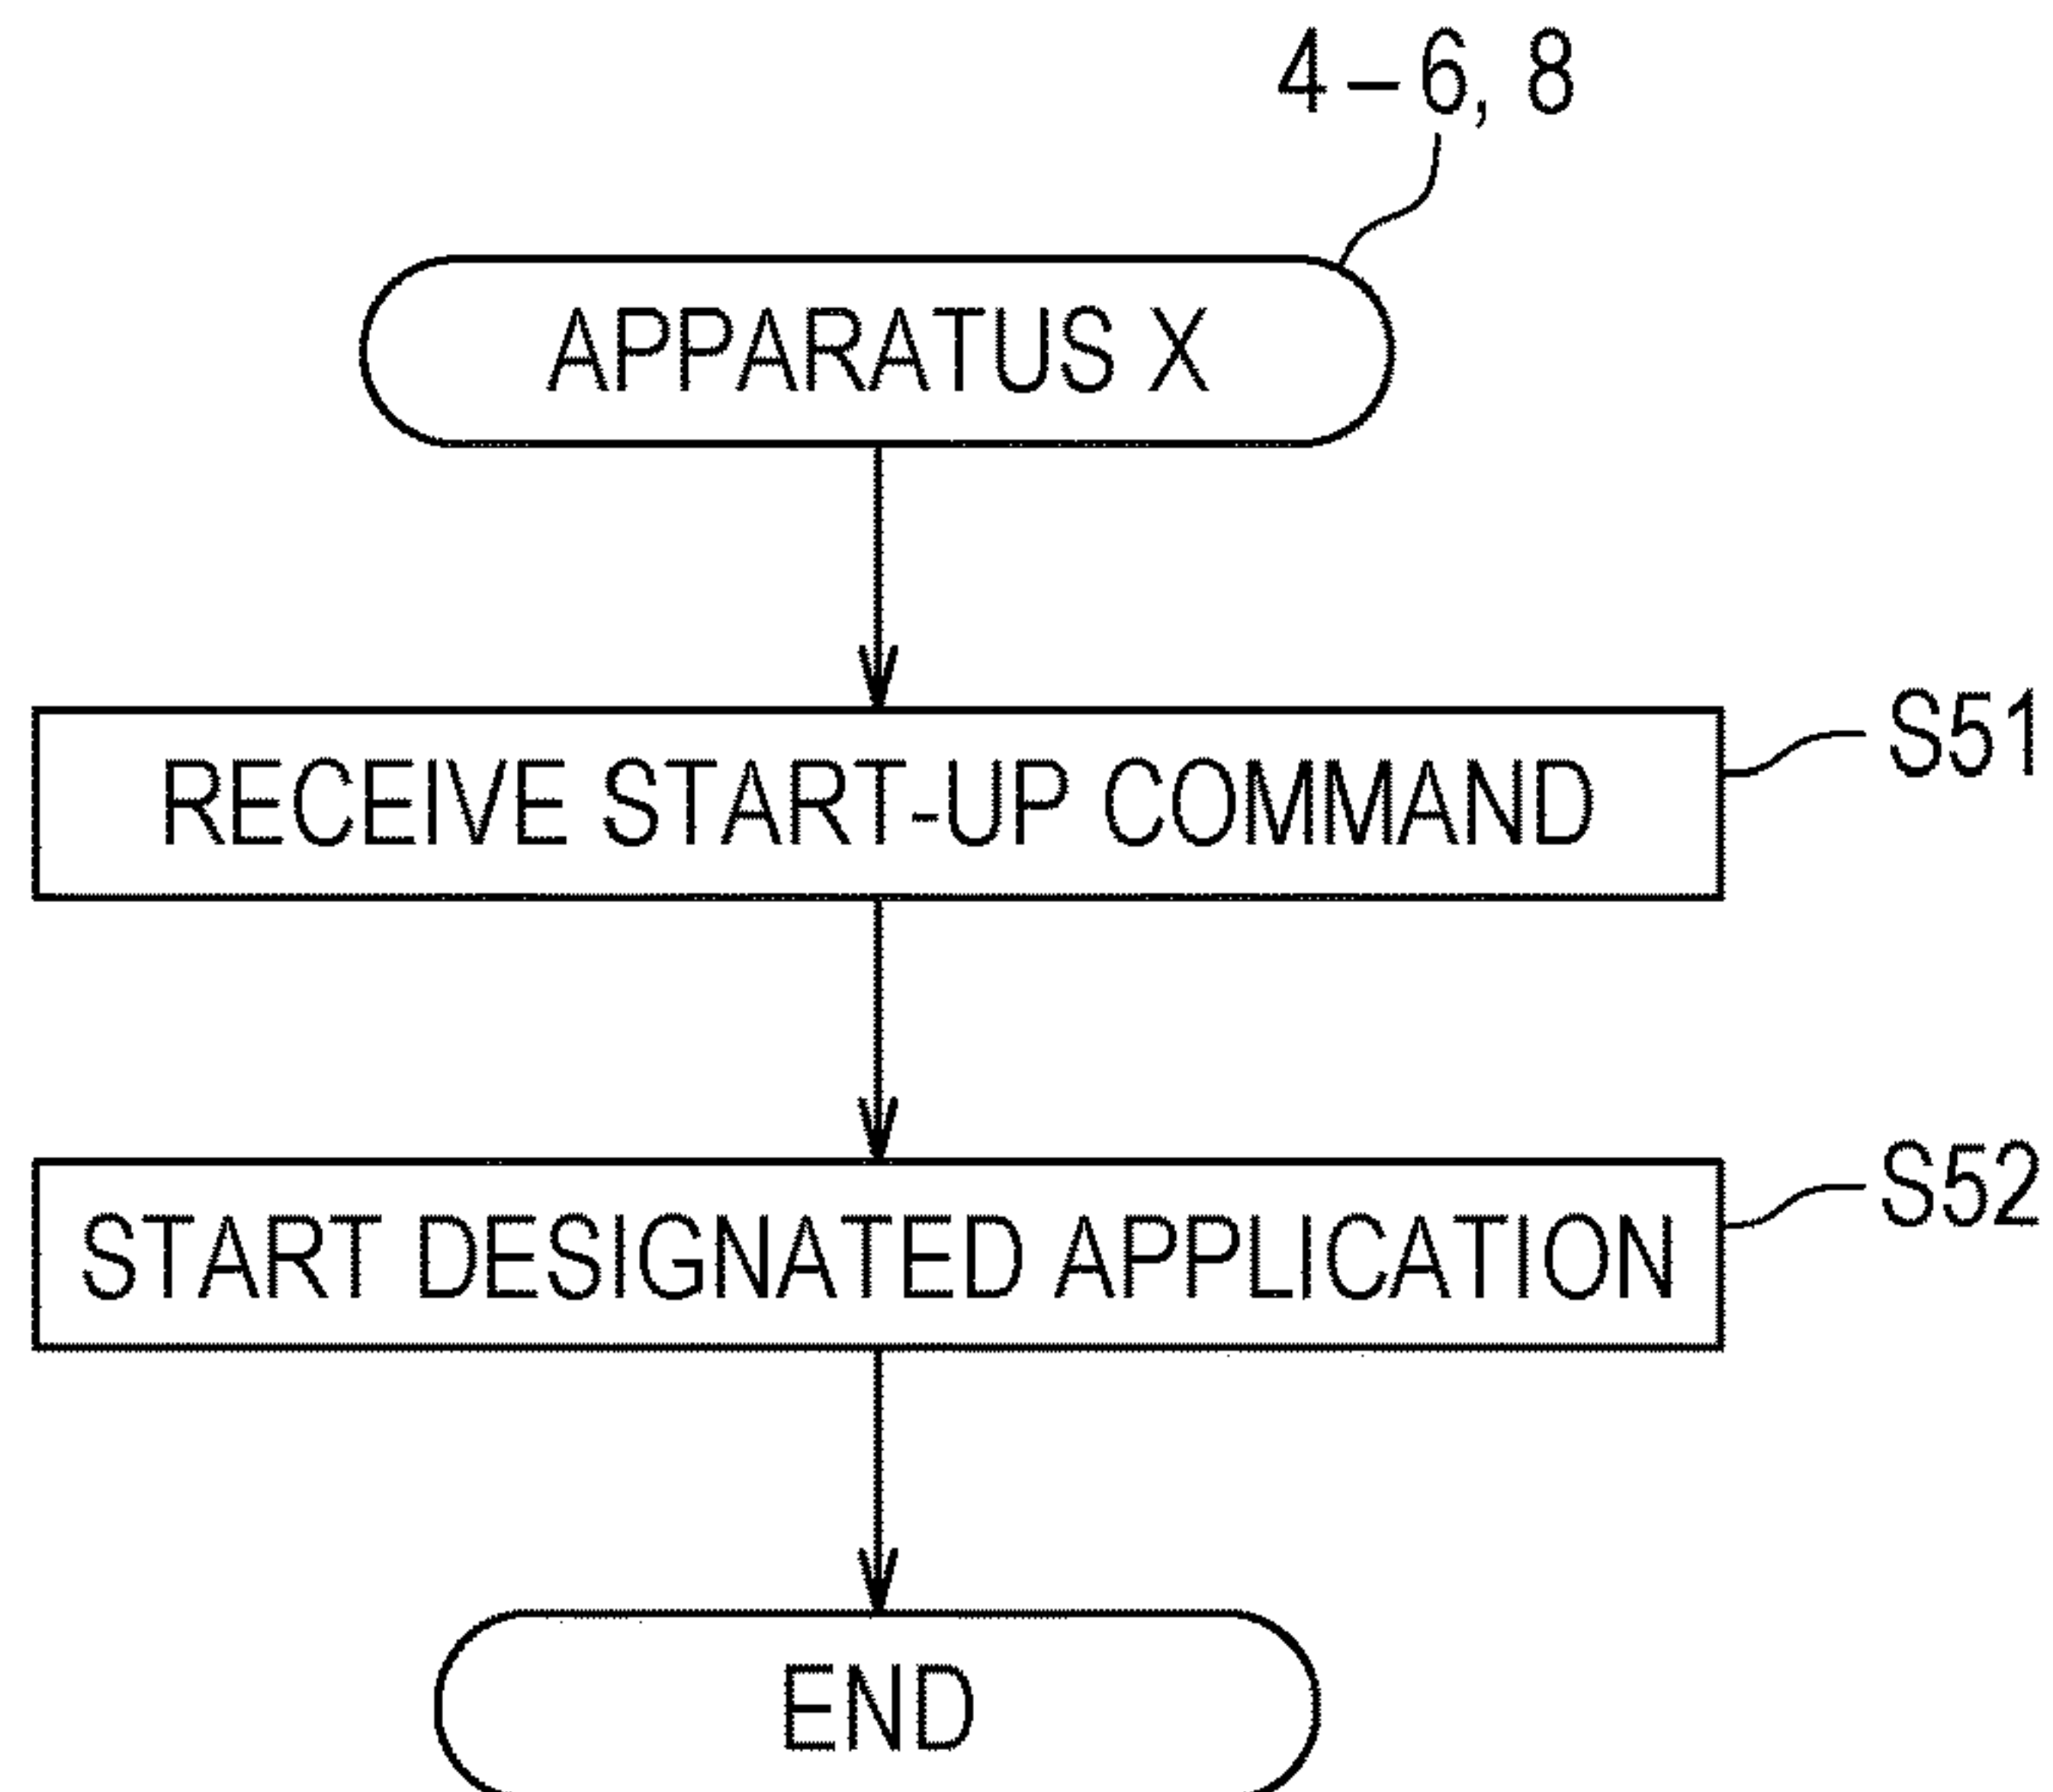 4-6, 8
APPARATUS X
RECEIVE START-UP COMMAND
S51
START DESIGNATED APPLICATION
S52
END